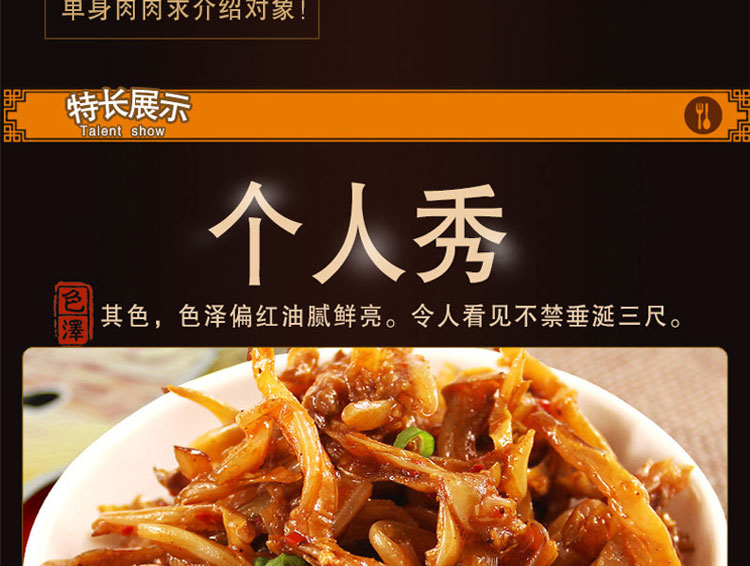 单身肉肉求介绍对象!
特长展示
Talent show
个人秀
色澤
其色，色泽偏红油腻鲜亮。令人看见不禁垂涎三尺。